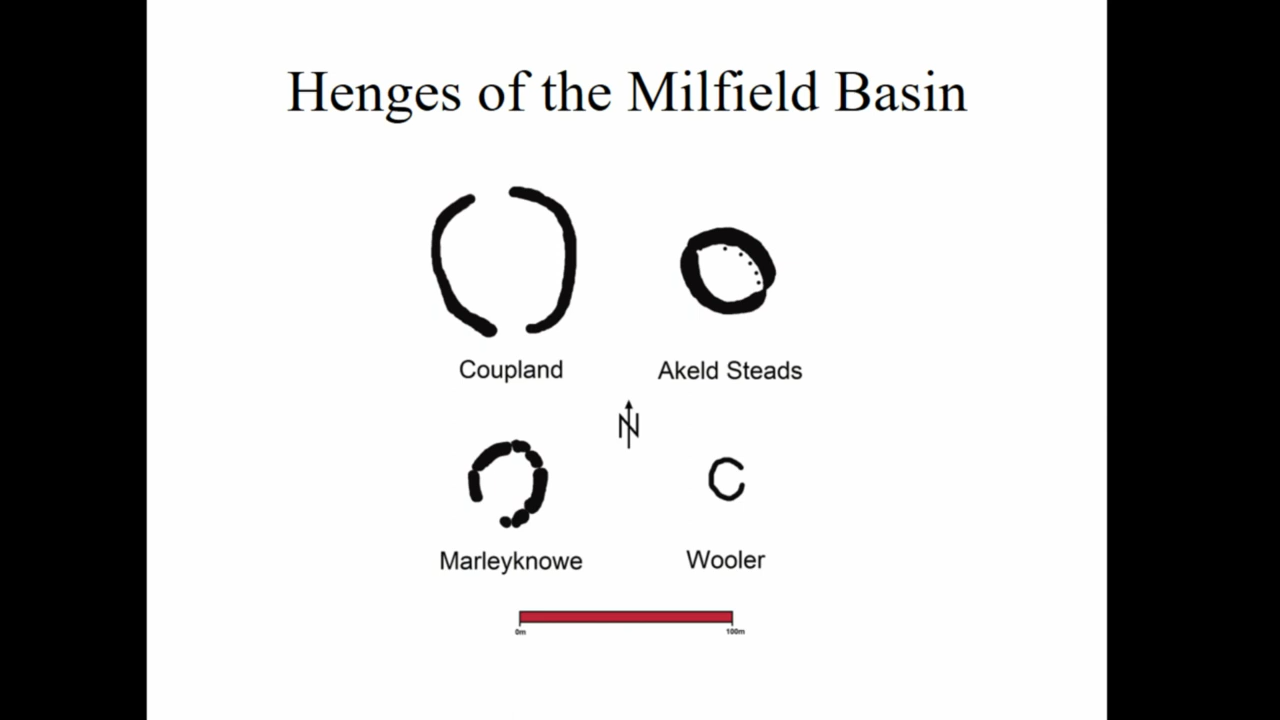 Henges of the Milfield Basin
Coupland
Akeld Steads
N
Marleyknowe
Wooler
0m
100m